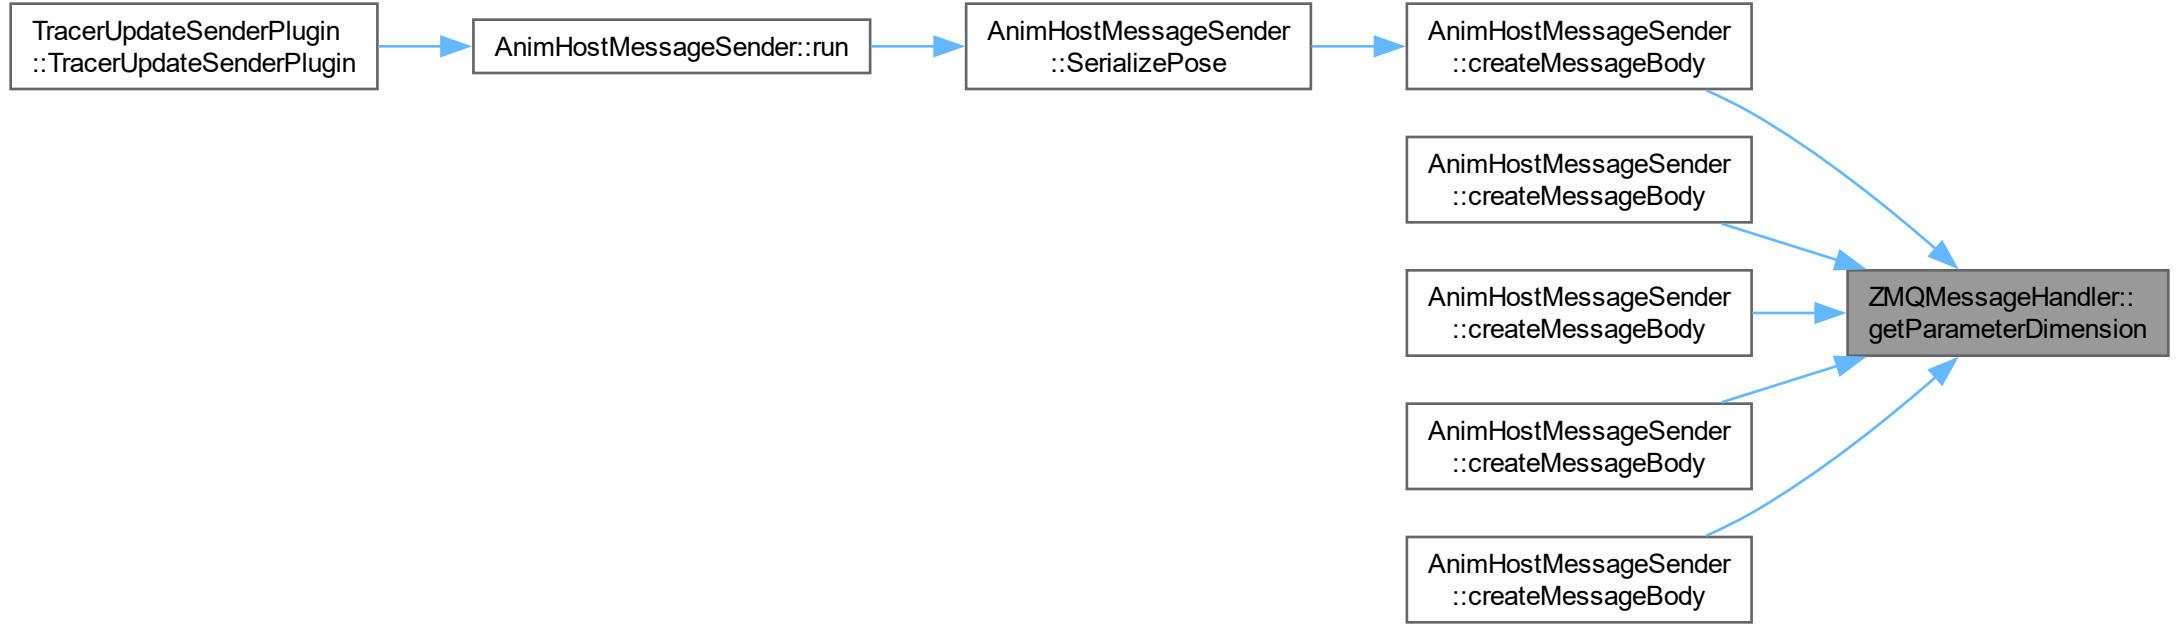 TracerUpdateSenderPlugin
::TracerUpdateSenderPlugin
AnimHostMessageSender::run
AnimHostMessageSender
::SerializePose
AnimHostMessageSender
::createMessageBody
AnimHostMessageSender
::createMessageBody
AnimHostMessageSender
::createMessageBody
AnimHostMessageSender
::createMessageBody
AnimHostMessageSender
::createMessageBody
ZMQMessageHandler::
getParameterDimension